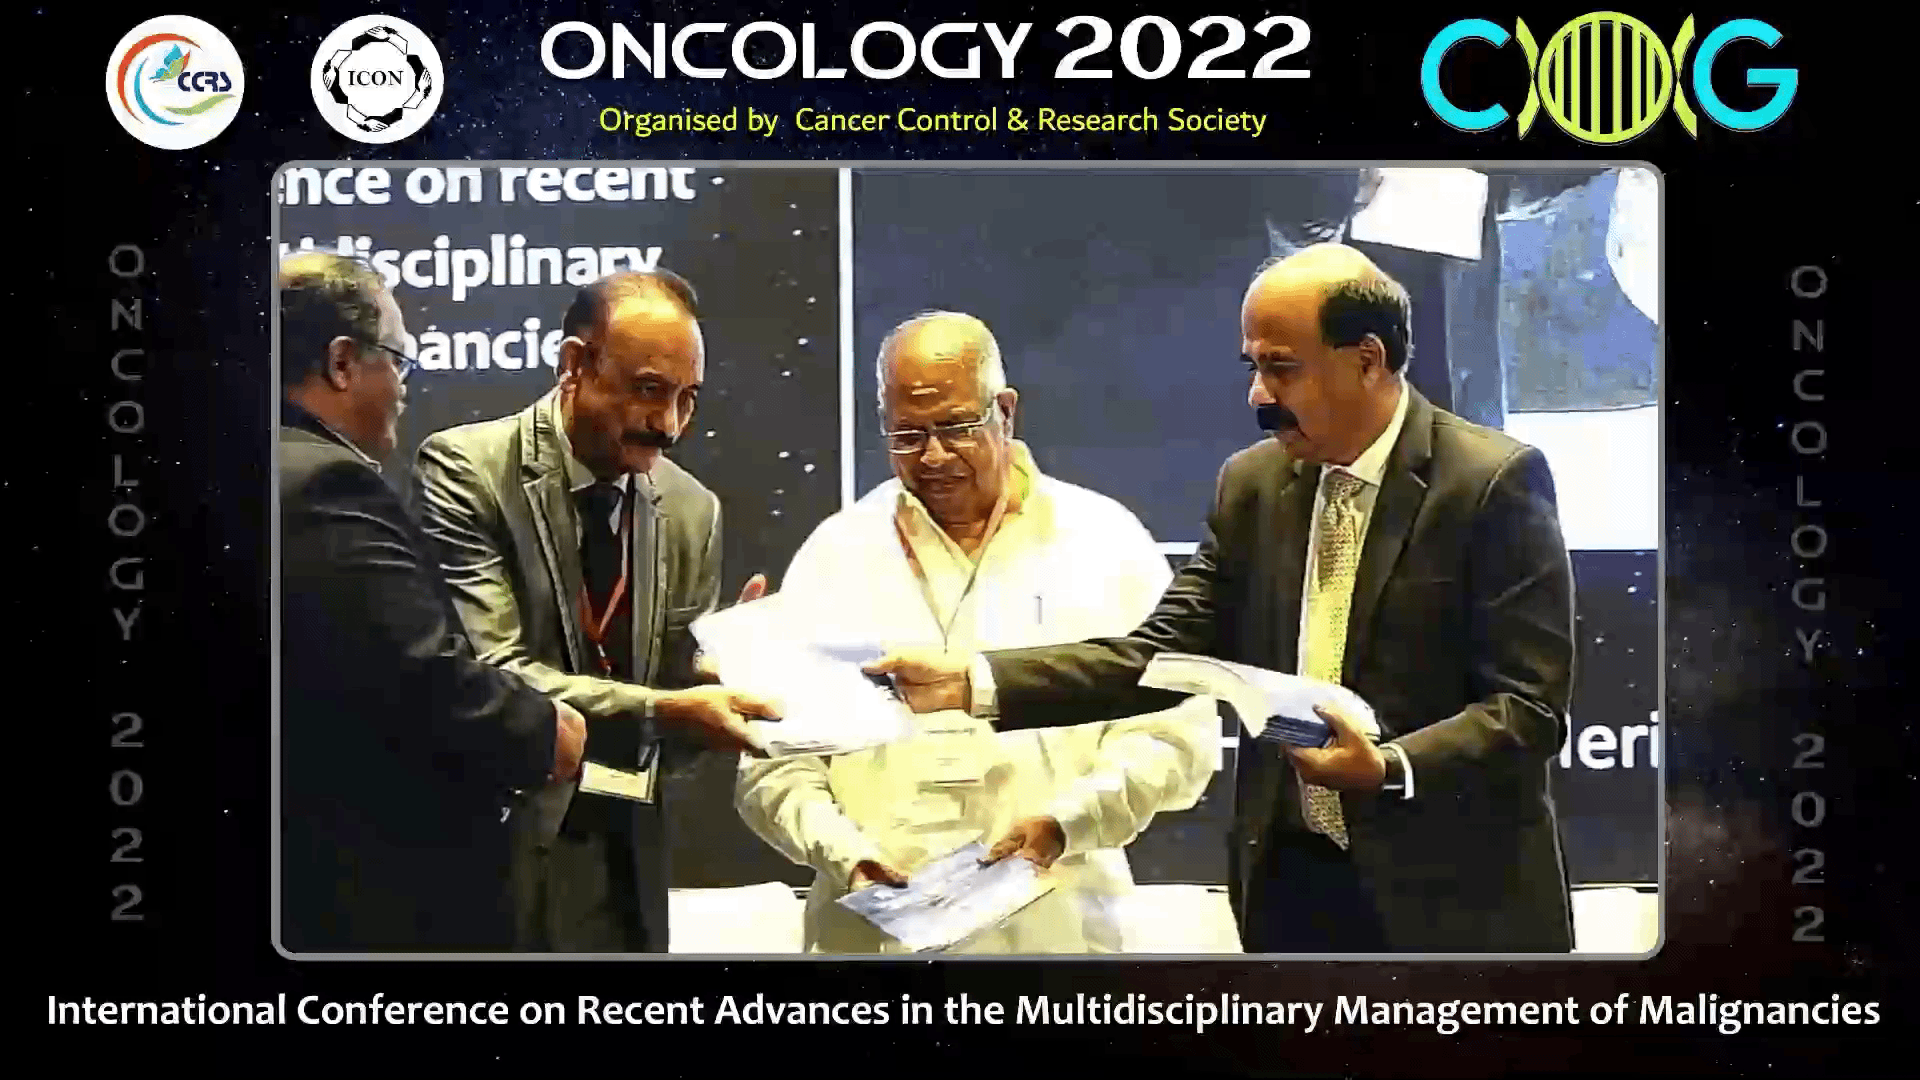 CCRS
ICON
ONCOLOGY 2022
Organised by Cancer Control & Research Society
C G
nce on recent
disciplinary
ancie
leri
ONCOLOGY 2022
ONCOLOGY 2022
International Conference on Recent Advances in the Multidisciplinary Management of Malignancies